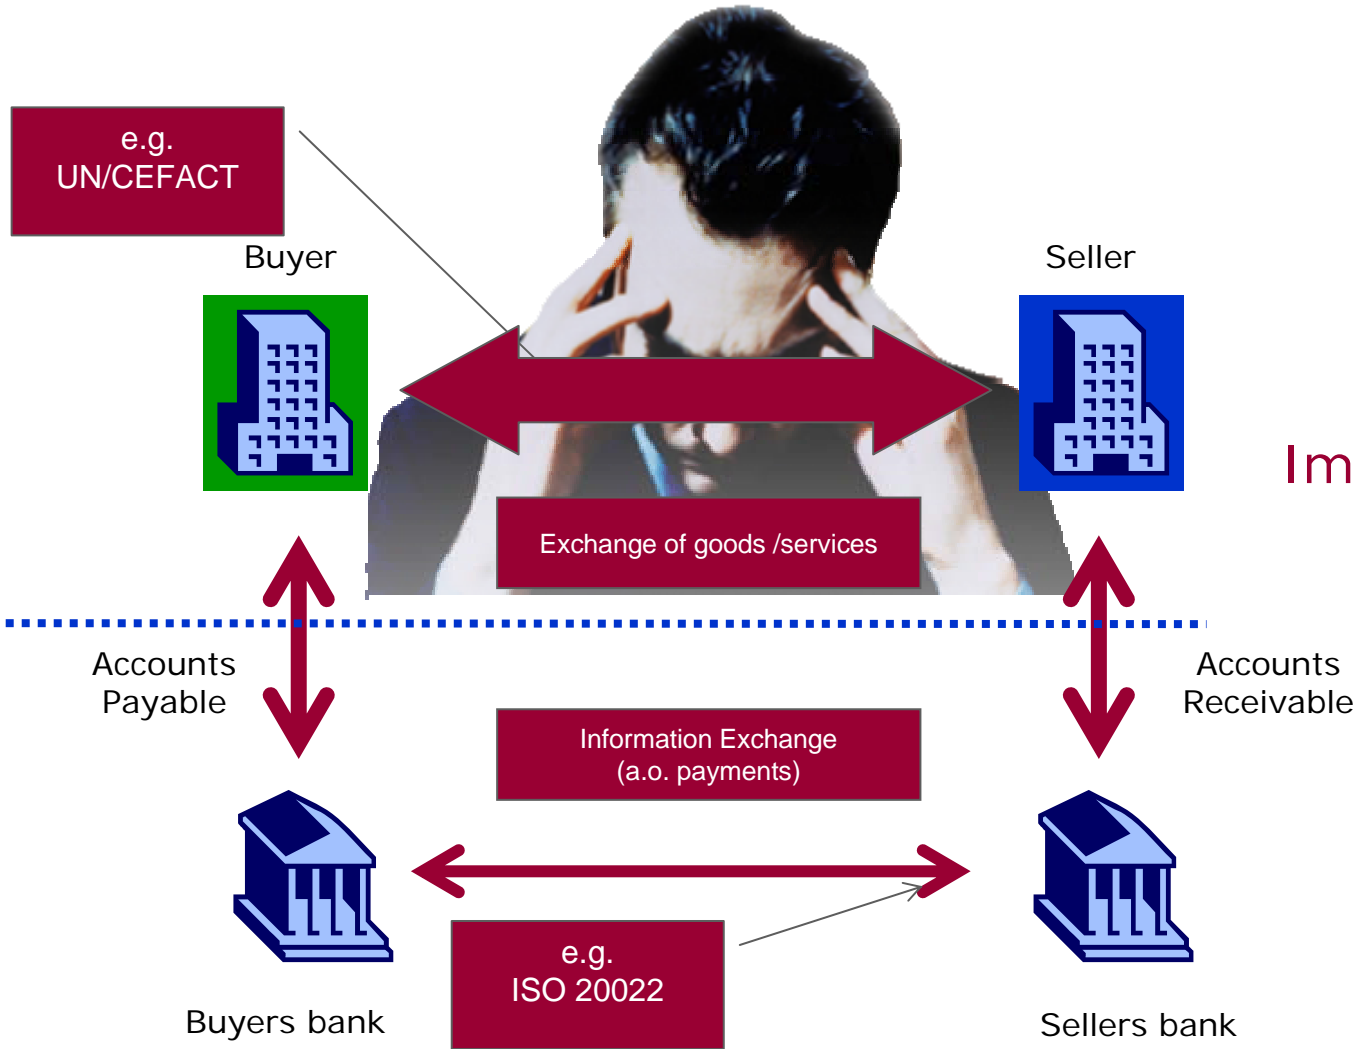 e.g.
UN/CEFACT
Buyer
Seller
Im
Exchange of goods /services
Accounts
Payable
Accounts
Receivable
Information Exchange
(a.o. payments)
e.g.
ISO 20022
Buyers bank
Sellers bank